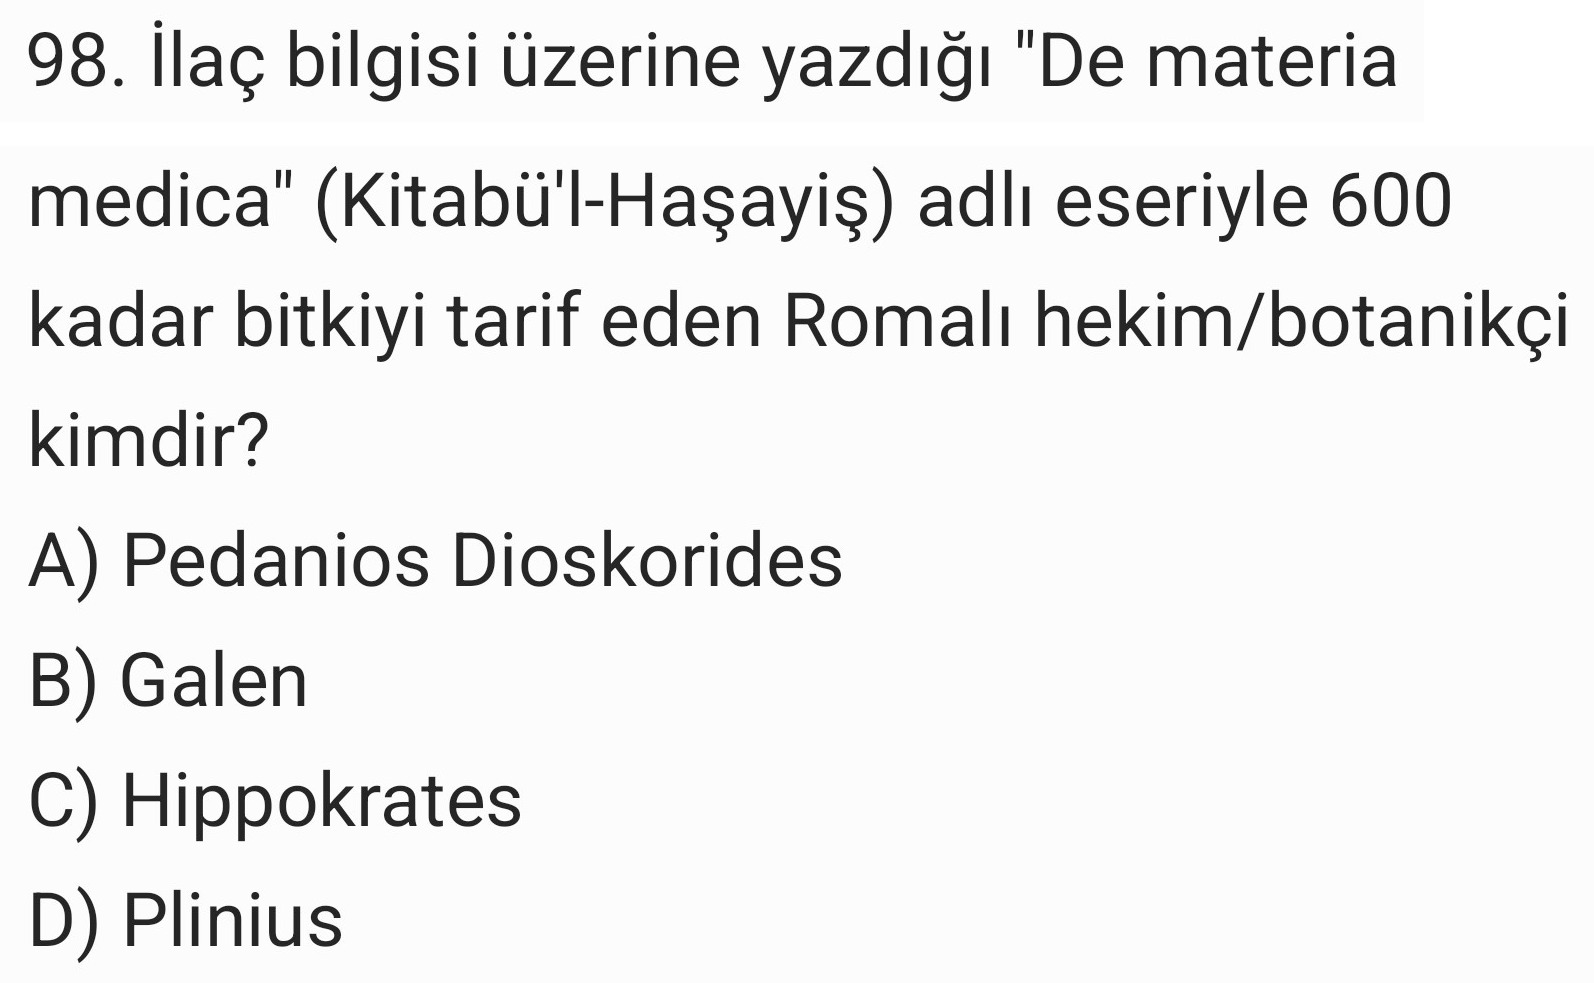 98. İlaç bilgisi üzerine yazdığı "De materia
medica" (Kitabü'l-Haşayiş) adlı eseriyle 600
kadar bitkiyi tarif eden Romalı hekim/botanikçi
kimdir?
A) Pedanios Dioskorides
B) Galen
C) Hippokrates
D) Plinius